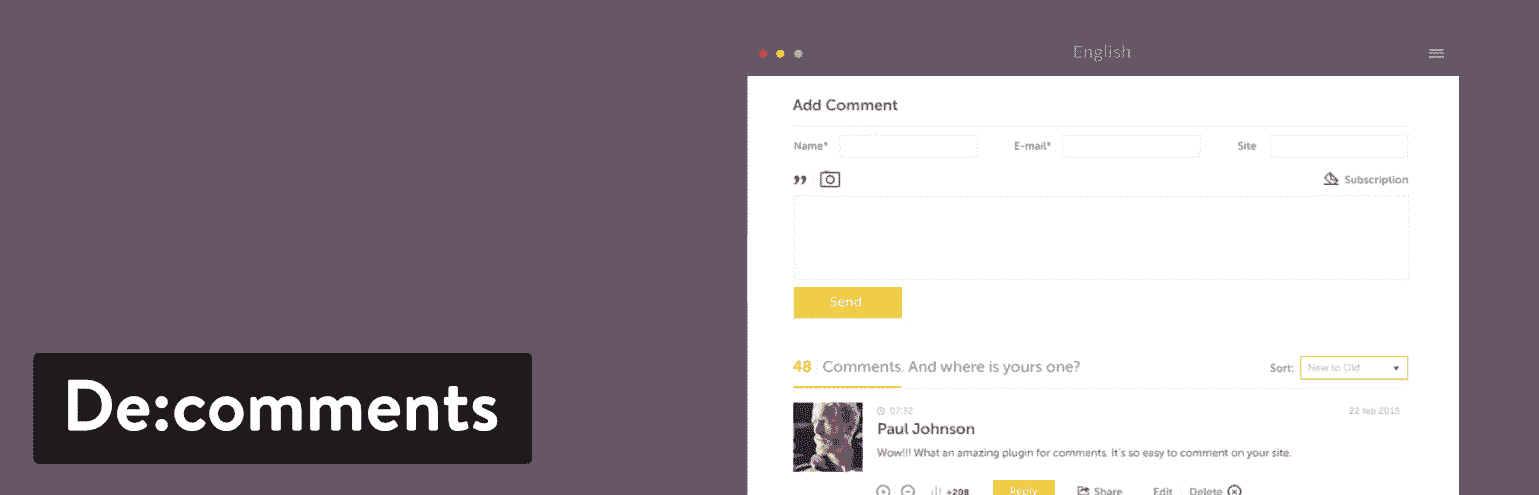 English
Add Comment
Name* E-mail* Site
Subscription
Send
48 Comments. And where is yours one? Sort: New to Old
07:32 22 feb 2015
Paul Johnson
Wow!!! What an amazing plugin for comments. It's so easy to comment on your site.
+208 Reply Share Edit Delete
De:comments